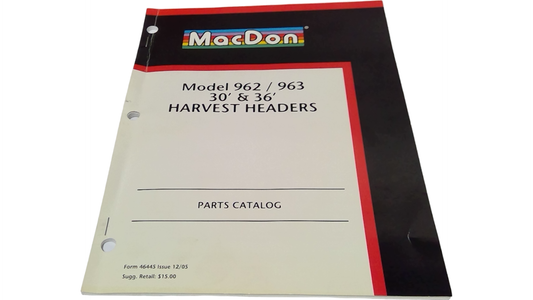 MacDon
Model 962 / 963
30' & 36'
HARVEST HEADERS
PARTS CATALOG
Form 46445 Issue 12/05
Sugg. Retail: $15.00